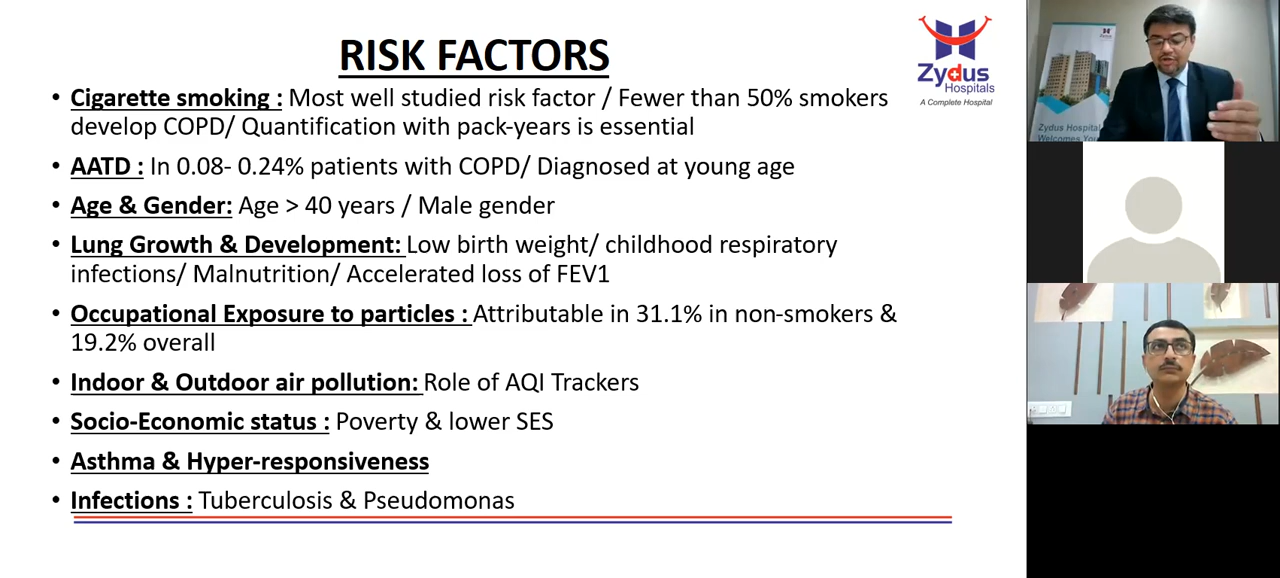 RISK FACTORS
Zydus
Hospitals
A Complete Hospital
• Cigarette smoking : Most well studied risk factor / Fewer than 50% smokers
develop COPD/ Quantification with pack-years is essential
• AATD : In 0.08- 0.24% patients with COPD/ Diagnosed at young age
• Age & Gender: Age > 40 years / Male gender
• Lung Growth & Development: Low birth weight/ childhood respiratory
infections/ Malnutrition/ Accelerated loss of FEV1
• Occupational Exposure to particles : Attributable in 31.1% in non-smokers &
19.2% overall
• Indoor & Outdoor air pollution: Role of AQI Trackers
• Socio-Economic status : Poverty & lower SES
• Asthma & Hyper-responsiveness
• Infections : Tuberculosis & Pseudomonas
Zydus Hospital
Welcomes You